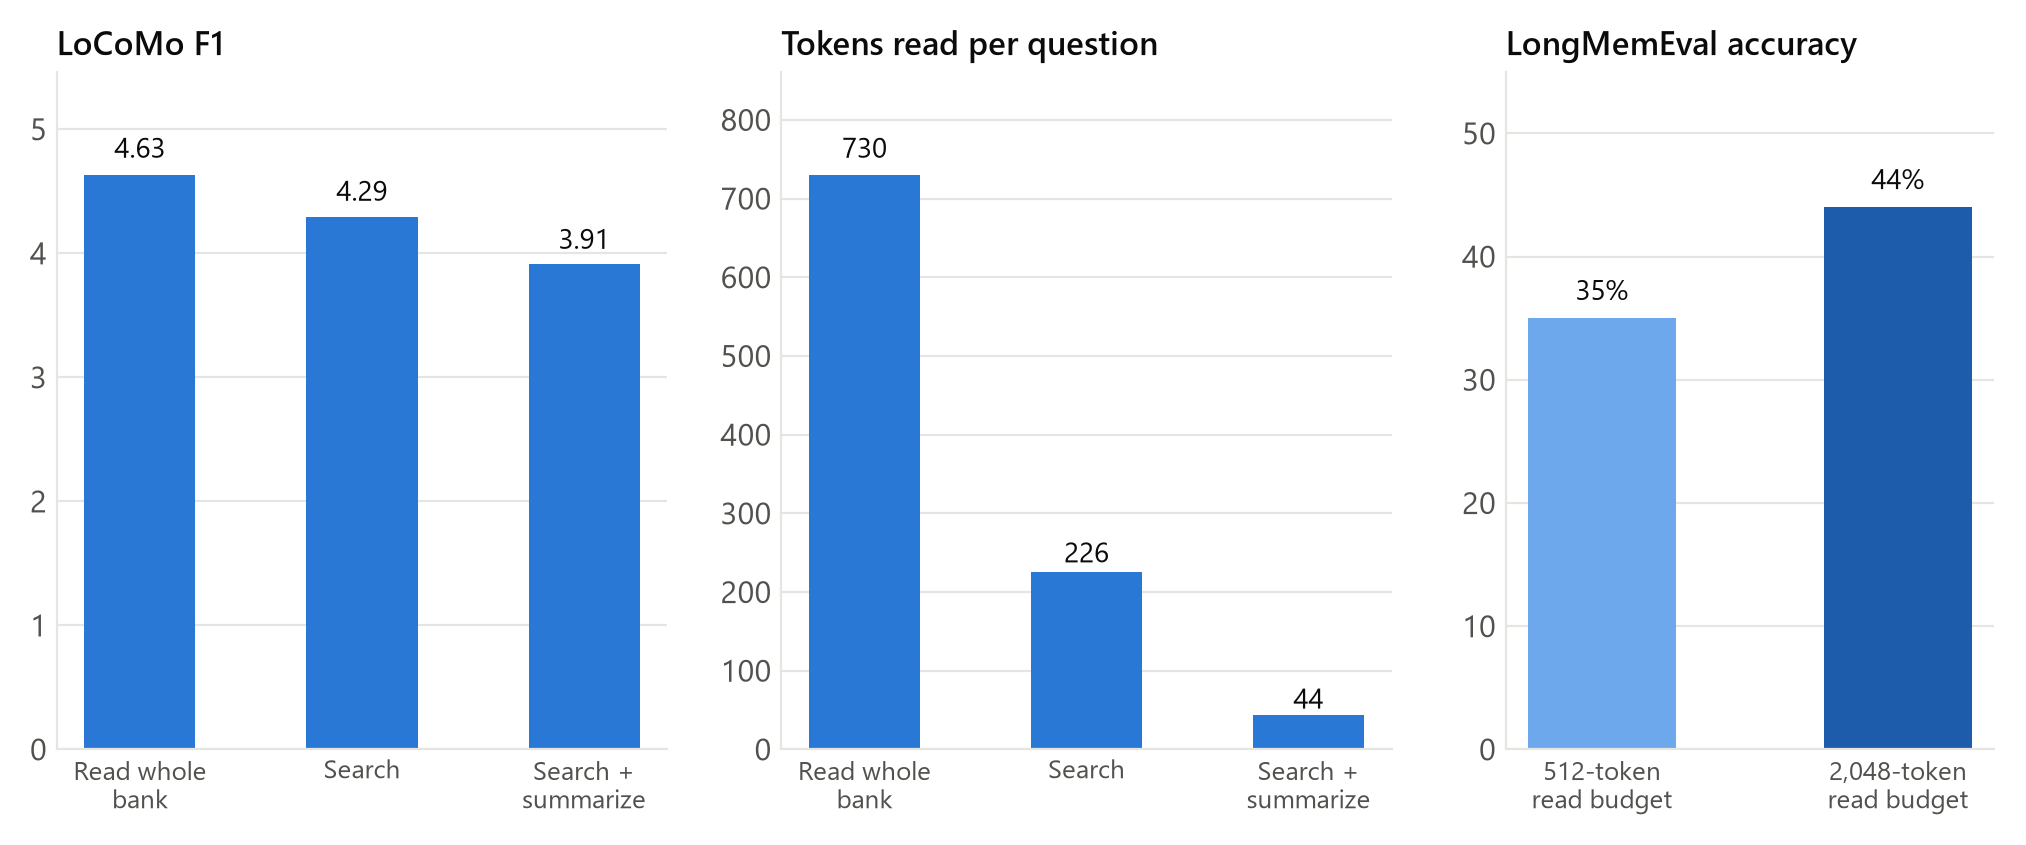 LoCoMo F1
5
4
3
2
1
0
4.63
4.29
3.91
Read whole
bank
Search
Search +
summarize
Tokens read per question
800
700
600
500
400
300
200
100
0
730
226
44
Read whole
bank
Search
Search +
summarize
LongMemEval accuracy
50
40
30
20
10
0
35%
44%
512-token
read budget
2,048-token
read budget